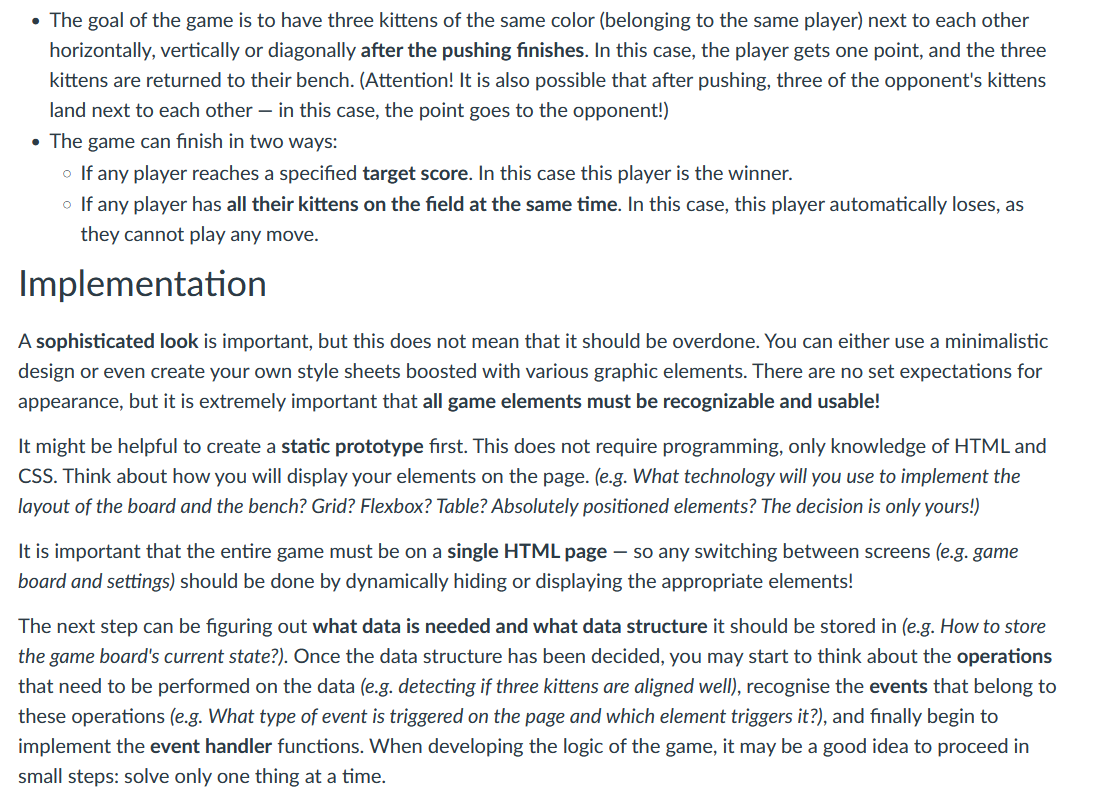 • The goal of the game is to have three kittens of the same color (belonging to the same player) next to each other
horizontally, vertically or diagonally after the pushing finishes. In this case, the player gets one point, and the three
kittens are returned to their bench. (Attention! It is also possible that after pushing, three of the opponent's kittens
land next to each other — in this case, the point goes to the opponent!)
• The game can finish in two ways:
○ If any player reaches a specified target score. In this case this player is the winner.
○ If any player has all their kittens on the field at the same time. In this case, this player automatically loses, as
they cannot play any move.
Implementation
A sophisticated look is important, but this does not mean that it should be overdone. You can either use a minimalistic
design or even create your own style sheets boosted with various graphic elements. There are no set expectations for
appearance, but it is extremely important that all game elements must be recognizable and usable!
It might be helpful to create a static prototype first. This does not require programming, only knowledge of HTML and
CSS. Think about how you will display your elements on the page. (e.g. What technology will you use to implement the
layout of the board and the bench? Grid? Flexbox? Table? Absolutely positioned elements? The decision is only yours!)
It is important that the entire game must be on a single HTML page — so any switching between screens (e.g. game
board and settings) should be done by dynamically hiding or displaying the appropriate elements!
The next step can be figuring out what data is needed and what data structure it should be stored in (e.g. How to store
the game board's current state?). Once the data structure has been decided, you may start to think about the operations
that need to be performed on the data (e.g. detecting if three kittens are aligned well), recognise the events that belong to
these operations (e.g. What type of event is triggered on the page and which element triggers it?), and finally begin to
implement the event handler functions. When developing the logic of the game, it may be a good idea to proceed in
small steps: solve only one thing at a time.